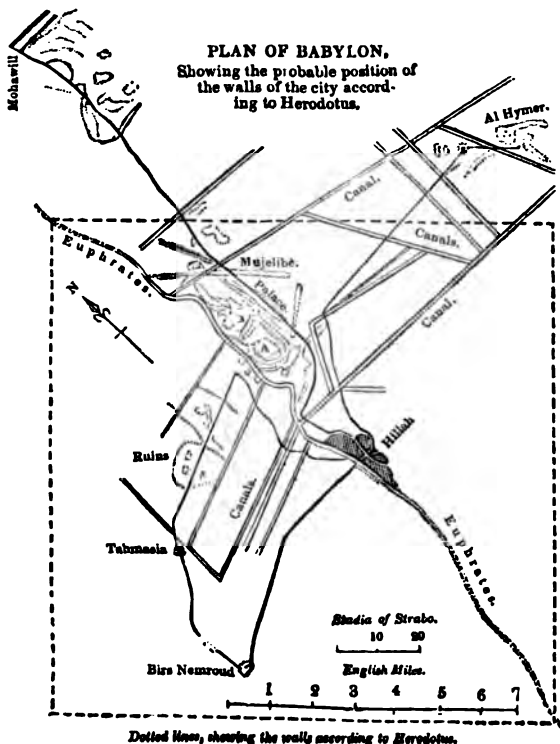 PLAN OF BABYLON,
Showing the probable position of
the walls of the city accord-
ing to Herodotus.
Mohawill
Al Hymer.
Canal.
Canals.
Euphrates.
Mujelibè.
Palace.
A
N
Canal.
Hillah
Ruins
Canals.
Tahmasia
Euphrates.
Stadia of Strabo.
10 20
Birs Nemroud
English Miles.
1 2 3 4 5 6 7
Dotted lines, showing the walls according to Herodotus.